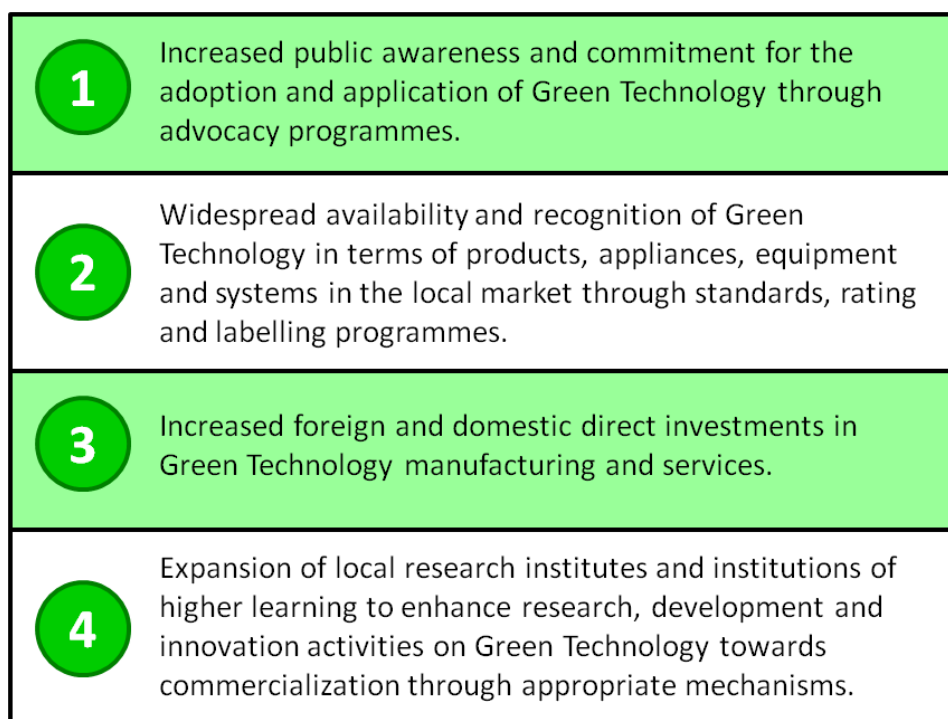 1
Increased public awareness and commitment for the
adoption and application of Green Technology through
advocacy programmes.
2
Widespread availability and recognition of Green
Technology in terms of products, appliances, equipment
and systems in the local market through standards, rating
and labelling programmes.
3
Increased foreign and domestic direct investments in
Green Technology manufacturing and services.
4
Expansion of local research institutes and institutions of
higher learning to enhance research, development and
innovation activities on Green Technology towards
commercialization through appropriate mechanisms.